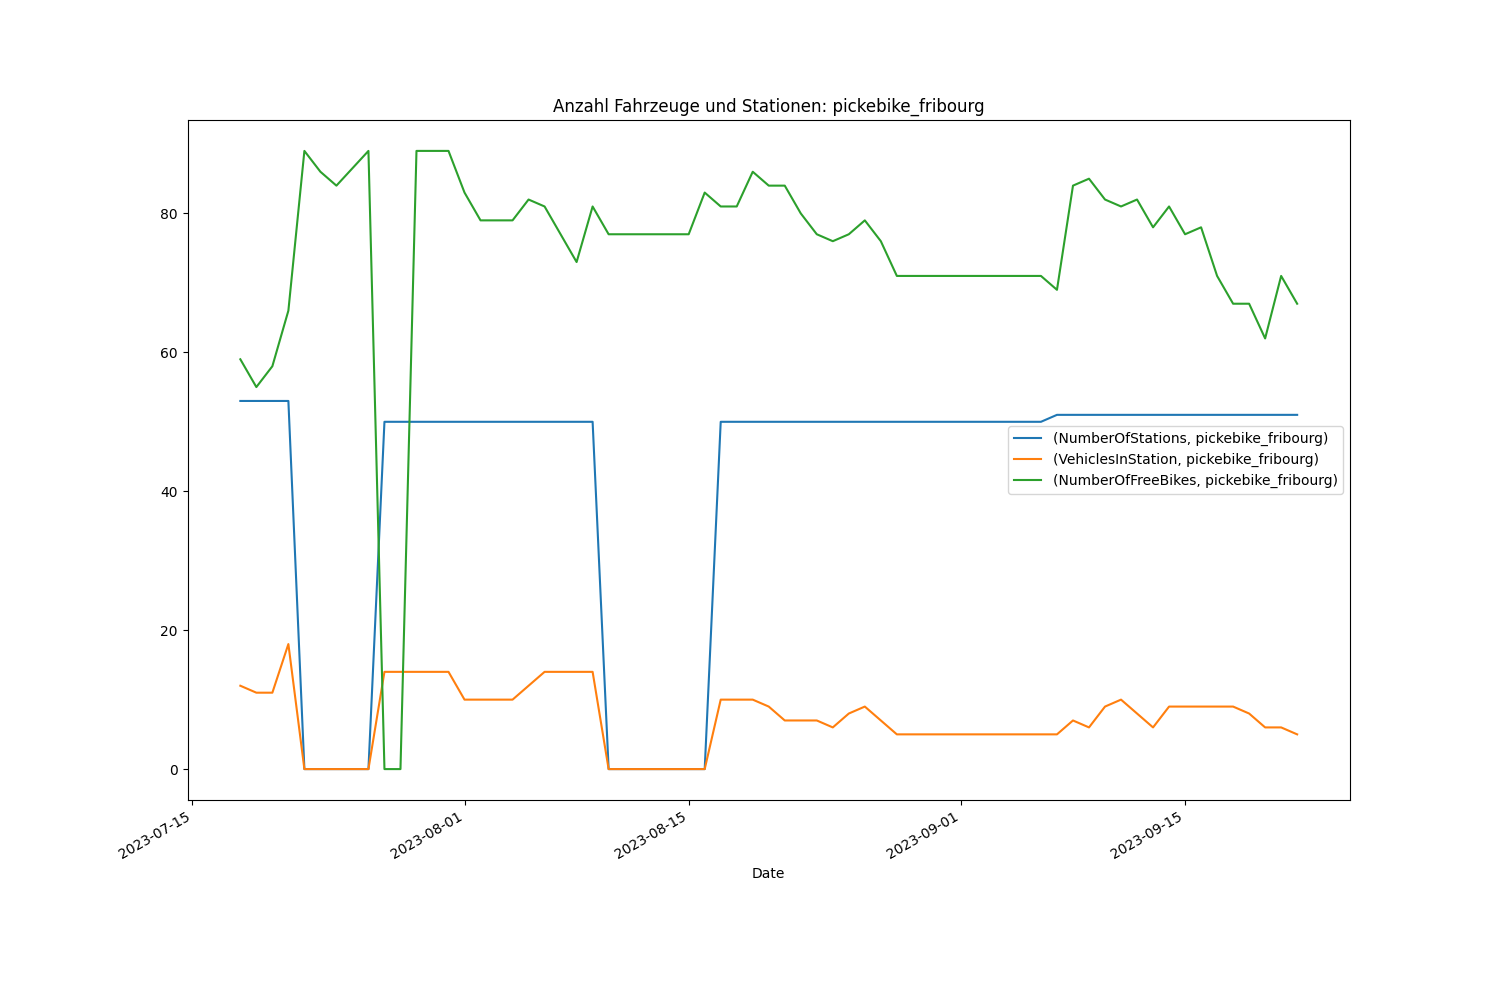 Anzahl Fahrzeuge und Stationen: pickebike_fribourg
80
60
40
20
0
(NumberOfStations, pickebike_fribourg)
(VehiclesInStation, pickebike_fribourg)
(NumberOfFreeBikes, pickebike_fribourg)
2023-07-15
2023-08-01
2023-08-15
2023-09-01
2023-09-15
Date